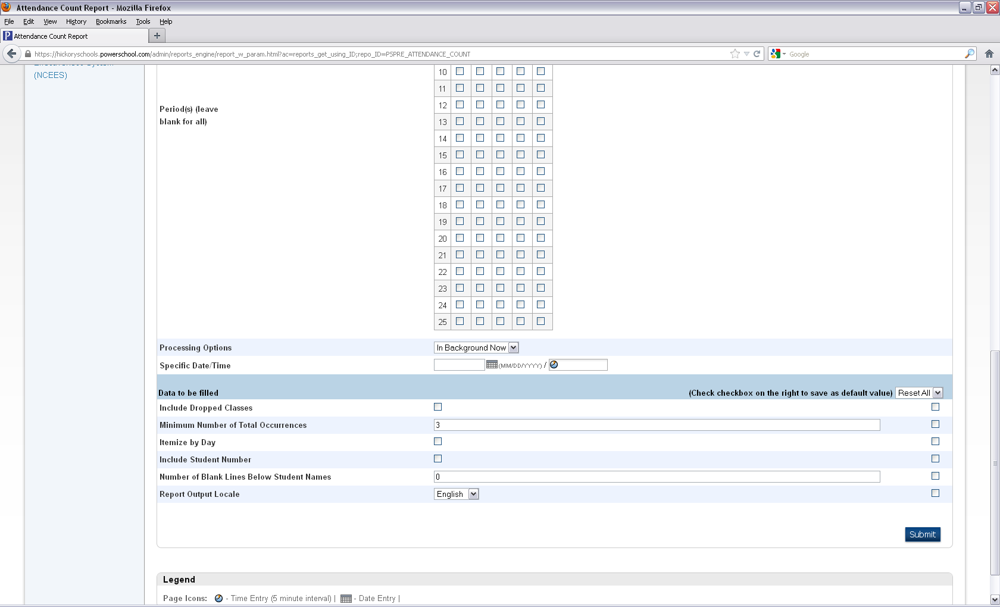 Attendance Count Report - Mozilla Firefox
File Edit View History Bookmarks Tools Help
Attendance Count Report
https://hickoryschools.powerschool.com/admin/reports_engine/report_w_param.html?ac=reports_get_using_ID;repo_ID=PSPRE_ATTENDANCE_COUNT Google
(NCEES)
10
11
12
Period(s) (leave
blank for all)
13
14
15
16
17
18
19
20
21
22
23
24
25
Processing Options In Background Now
Specific Date/Time (MM/DD/YYYY) /
Data to be filled (Check checkbox on the right to save as default value) Reset All
Include Dropped Classes
Minimum Number of Total Occurrences 3
Itemize by Day
Include Student Number
Number of Blank Lines Below Student Names 0
Report Output Locale English
Submit
Legend
Page Icons: - Time Entry (5 minute interval) | - Date Entry |